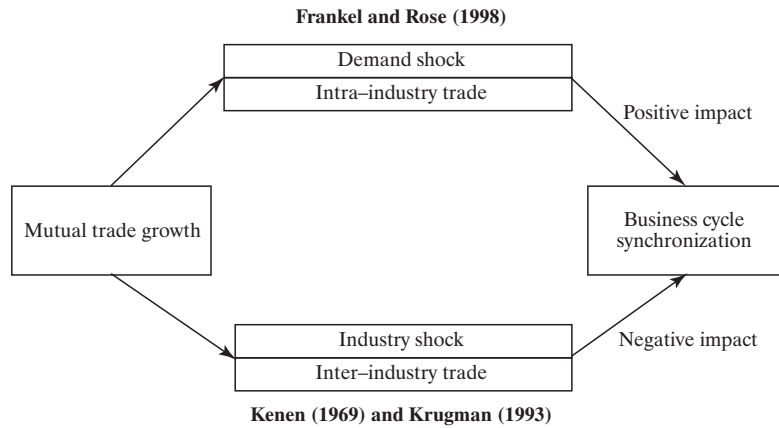 Frankel and Rose (1998)
Demand shock
Intra–industry trade
Positive impact
Mutual trade growth
Business cycle
synchronization
Industry shock
Inter–industry trade
Negative impact
Kenen (1969) and Krugman (1993)